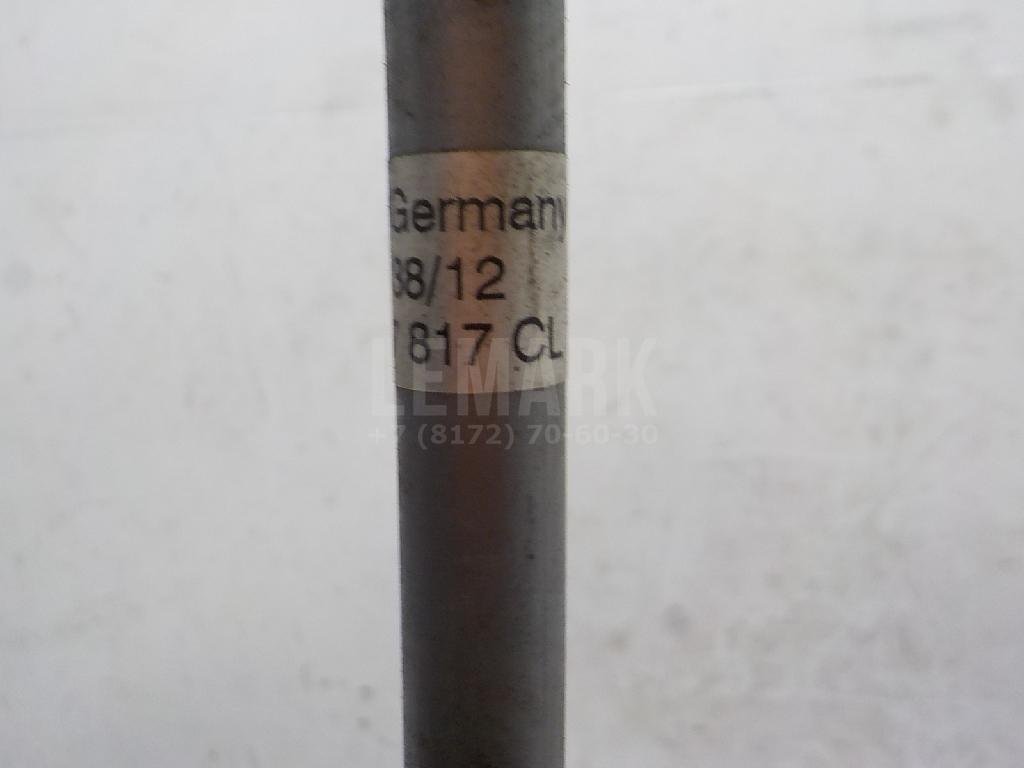 Germany
38/12
817 CL
LEMARK
+7 (8172) 70-60-30